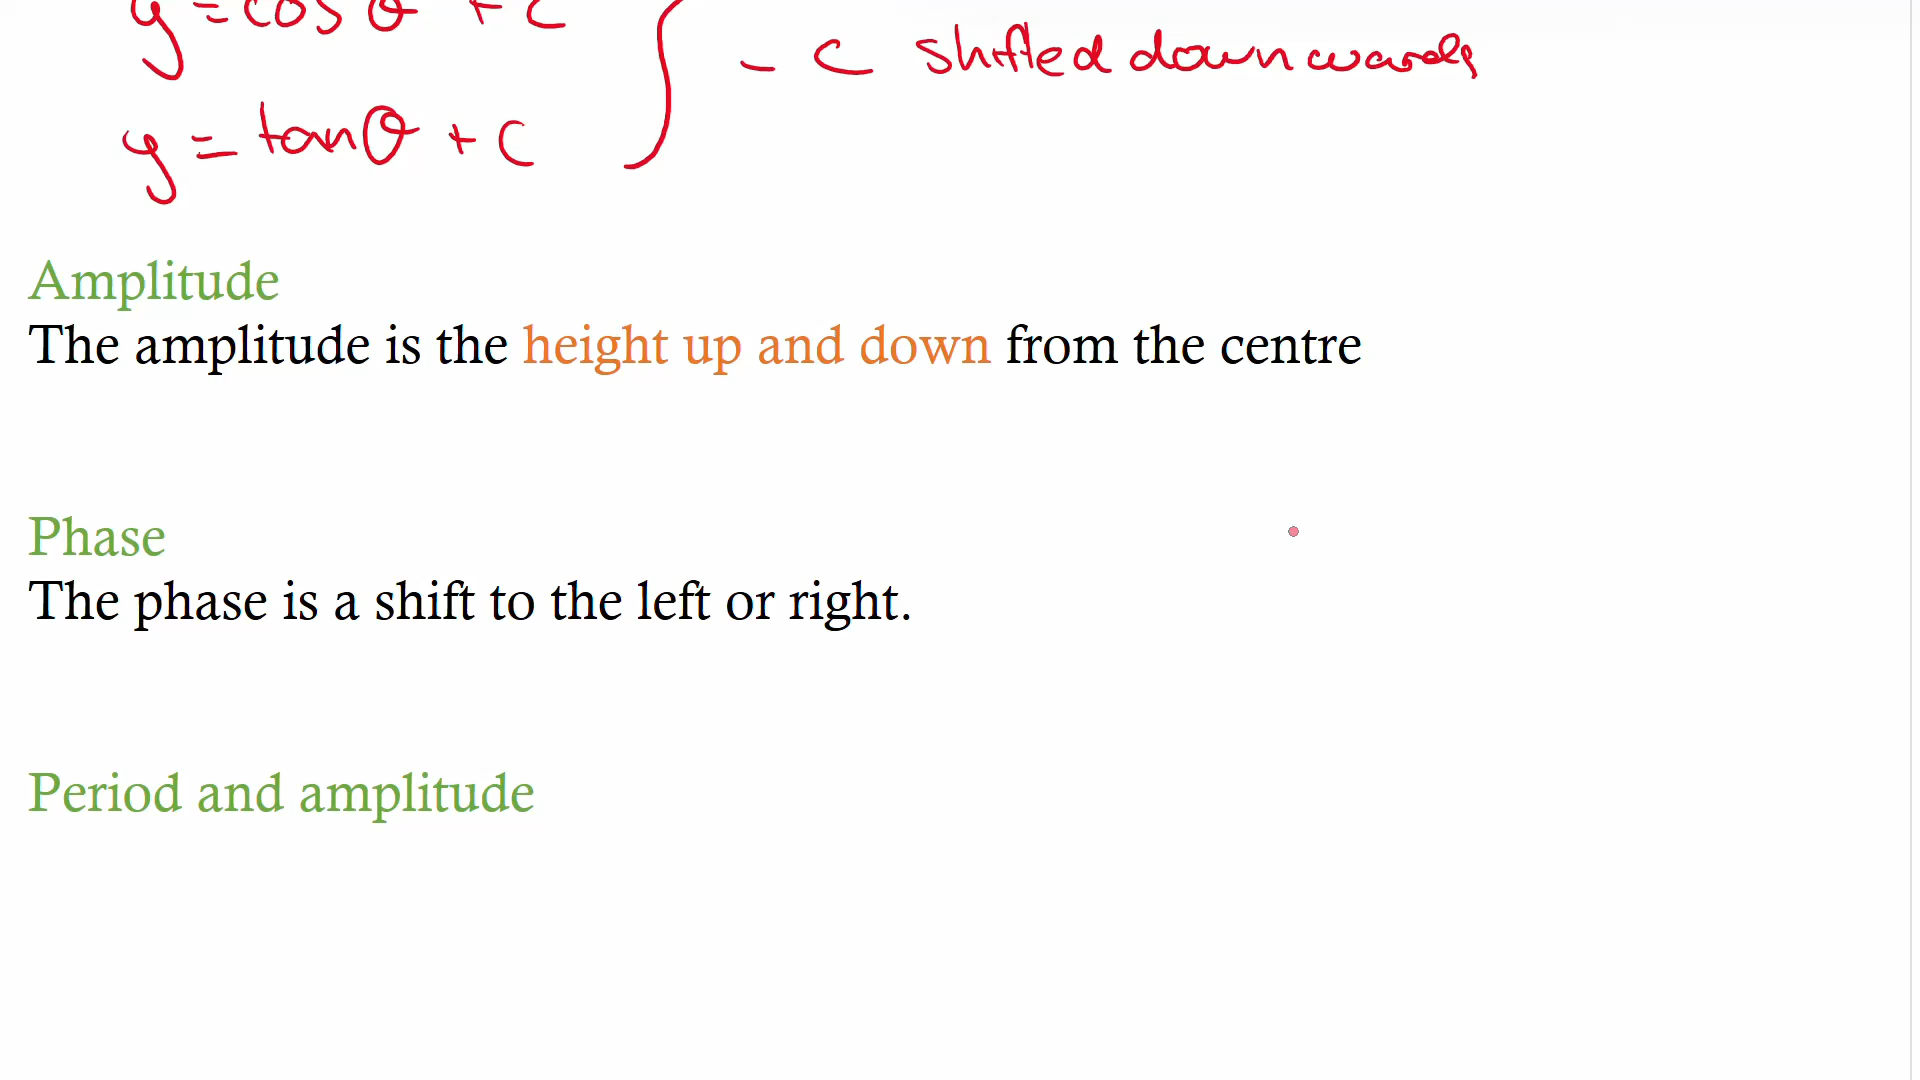 y = cos θ + c
- c shifted downwards
y = tan θ + c
Amplitude
The amplitude is the height up and down from the centre
Phase
The phase is a shift to the left or right.
Period and amplitude